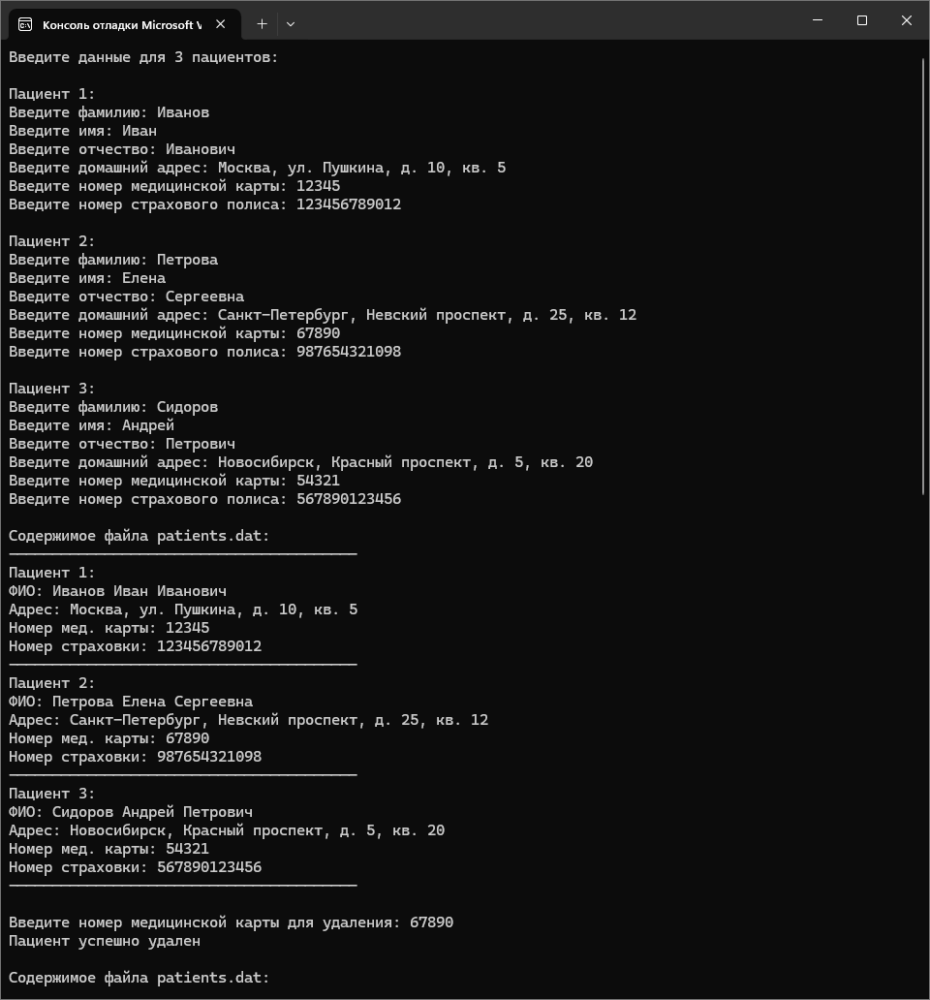 Консоль отладки Microsoft V
Введите данные для 3 пациентов:
Пациент 1:
Введите фамилию: Иванов
Введите имя: Иван
Введите отчество: Иванович
Введите домашний адрес: Москва, ул. Пушкина, д. 10, кв. 5
Введите номер медицинской карты: 12345
Введите номер страхового полиса: 123456789012
Пациент 2:
Введите фамилию: Петрова
Введите имя: Елена
Введите отчество: Сергеевна
Введите домашний адрес: Санкт-Петербург, Невский проспект, д. 25, кв. 12
Введите номер медицинской карты: 67890
Введите номер страхового полиса: 987654321098
Пациент 3:
Введите фамилию: Сидоров
Введите имя: Андрей
Введите отчество: Петрович
Введите домашний адрес: Новосибирск, Красный проспект, д. 5, кв. 20
Введите номер медицинской карты: 54321
Введите номер страхового полиса: 567890123456
Содержимое файла patients.dat:
----------------------------------------
Пациент 1:
ФИО: Иванов Иван Иванович
Адрес: Москва, ул. Пушкина, д. 10, кв. 5
Номер мед. карты: 12345
Номер страховки: 123456789012
----------------------------------------
Пациент 2:
ФИО: Петрова Елена Сергеевна
Адрес: Санкт-Петербург, Невский проспект, д. 25, кв. 12
Номер мед. карты: 67890
Номер страховки: 987654321098
----------------------------------------
Пациент 3:
ФИО: Сидоров Андрей Петрович
Адрес: Новосибирск, Красный проспект, д. 5, кв. 20
Номер мед. карты: 54321
Номер страховки: 567890123456
----------------------------------------
Введите номер медицинской карты для удаления: 67890
Пациент успешно удален
Содержимое файла patients.dat: